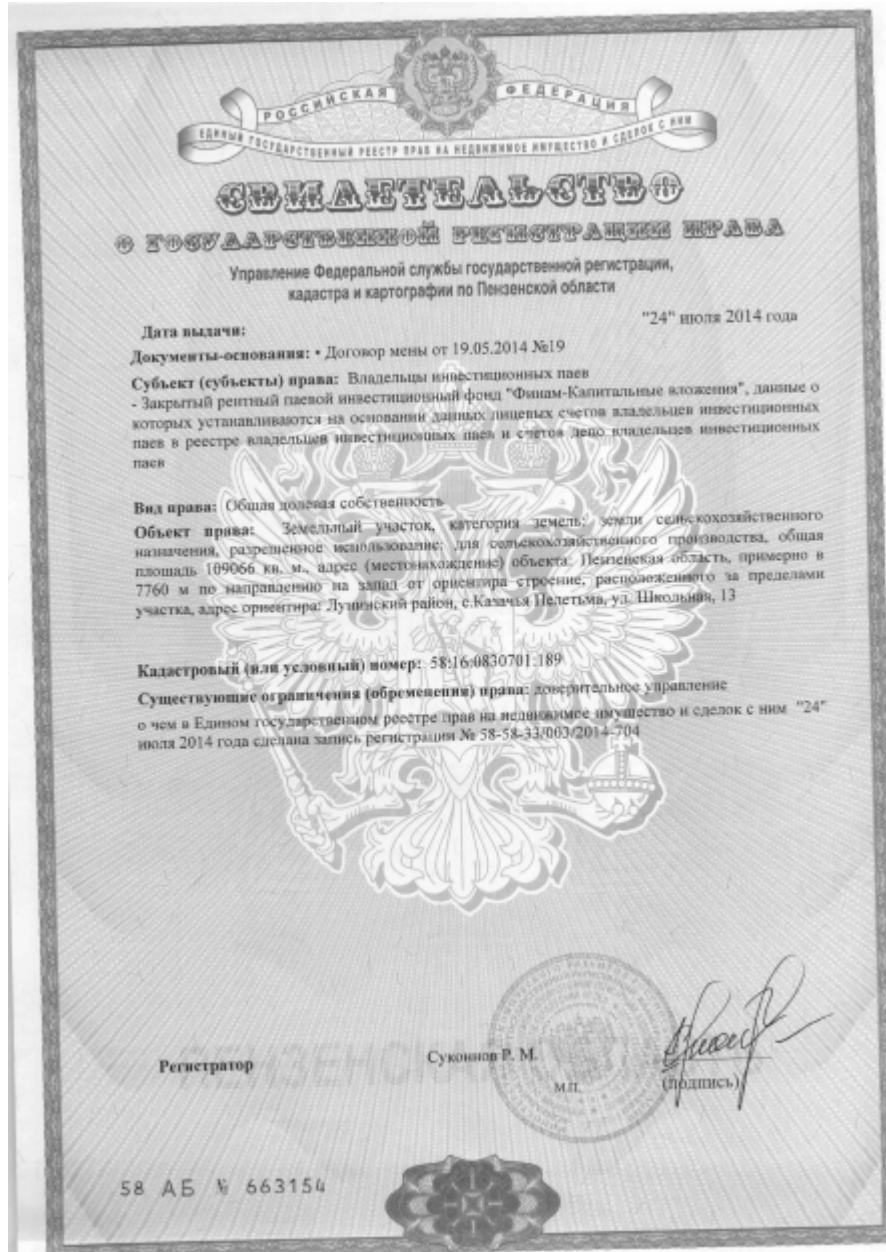 РОССИЙСКАЯ ФЕДЕРАЦИЯ
ЕДИНЫЙ ГОСУДАРСТВЕННЫЙ РЕЕСТР ПРАВ НА НЕДВИЖИМОЕ ИМУЩЕСТВО И СДЕЛОК С НИМ
СВИДЕТЕЛЬСТВО
О ГОСУДАРСТВЕННОЙ РЕГИСТРАЦИИ ПРАВА
Управление Федеральной службы государственной регистрации,
кадастра и картографии по Пензенской области
Дата выдачи: "24" июля 2014 года
Документы-основания: • Договор мены от 19.05.2014 №19
Субъект (субъекты) права: Владельцы инвестиционных паев
- Закрытый рентный паевой инвестиционный фонд "Финам-Капитальные вложения", данные о
которых устанавливаются на основании данных лицевых счетов владельцев инвестиционных
паев в реестре владельцев инвестиционных паев и счетов депо владельцев инвестиционных
паев
Вид права: Общая долевая собственность
Объект права: Земельный участок, категория земель: земли сельскохозяйственного
назначения, разрешенное использование: для сельскохозяйственного производства, общая
площадь 109066 кв. м., адрес (местонахождение) объекта: Пензенская область, примерно в
7760 м по направлению на запад от ориентира строение, расположенного за пределами
участка, адрес ориентира: Лунинский район, с.Казачья Пелетьма, ул. Школьная, 13
Кадастровый (или условный) номер: 58:16:0830701:189
Существующие ограничения (обременения) права: доверительное управление
о чем в Едином государственном реестре прав на недвижимое имущество и сделок с ним "24"
июля 2014 года сделана запись регистрации № 58-58-33/003/2014-704
Регистратор Суконнов Р. М.
м.п. (подпись)
58 АБ № 663154